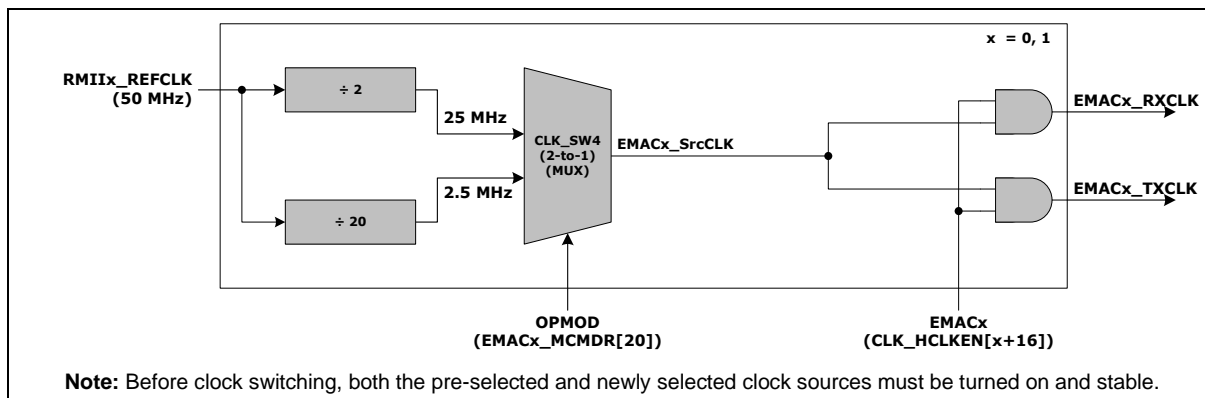 x = 0, 1
RMIIx_REFCLK
(50 MHz)
÷ 2
25 MHz
CLK_SW4
(2-to-1)
(MUX)
EMACx_SrcCLK
2.5 MHz
÷ 20
EMACx_RXCLK
EMACx_TXCLK
OPMOD
(EMACx_MCMDR[20])
EMACx
(CLK_HCLKEN[x+16])
Note: Before clock switching, both the pre-selected and newly selected clock sources must be turned on and stable.